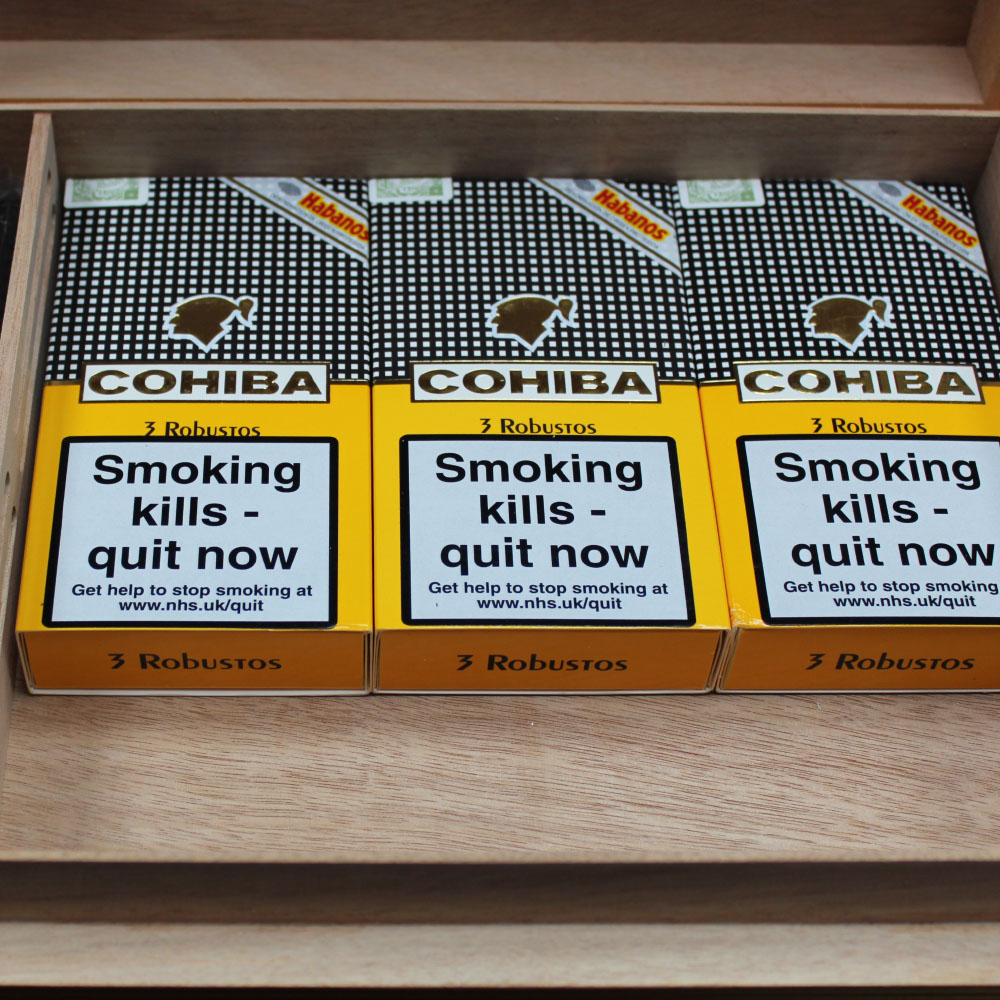 Habanos
COHIBA
3 Robustos
Smoking
kills -
quit now
Get help to stop smoking at
www.nhs.uk/quit
3 Robustos
Habanos
COHIBA
3 Robustos
Smoking
kills -
quit now
Get help to stop smoking at
www.nhs.uk/quit
3 Robustos
Habanos
COHIBA
3 Robustos
Smoking
kills -
quit now
Get help to stop smoking
www.nhs.uk/quit
3 Robustos